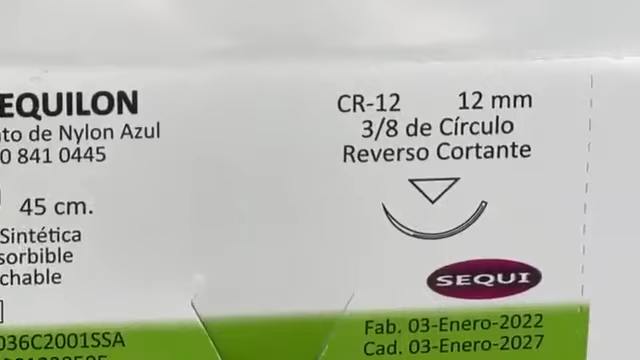 EQUILON
to de Nylon Azul
0 841 0445
45 cm.
Sintética
sorbible
chable
036C2001SSA
CR-12 12 mm
3/8 de Círculo
Reverso Cortante
SEQUI
Fab. 03-Enero-2022
Cad. 03-Enero-2027